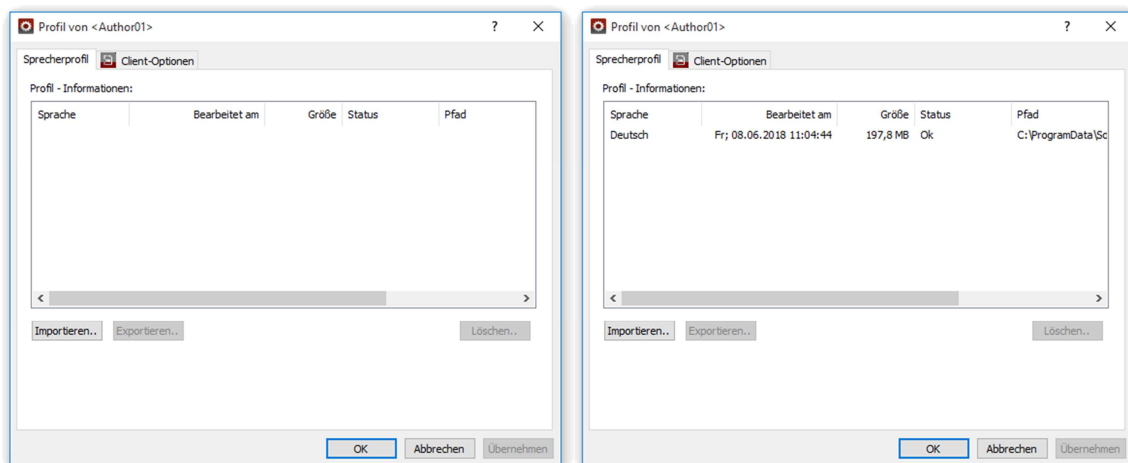 Profil von <Author01> ?
Sprecherprofil Client-Optionen
Profil - Informationen:
Sprache Bearbeitet am Größe Status Pfad
Importieren.. Exportieren.. Löschen..
OK Abbrechen Übernehmen
Profil von <Author01> ?
Sprecherprofil Client-Optionen
Profil - Informationen:
Sprache Bearbeitet am Größe Status Pfad
Deutsch Fr; 08.06.2018 11:04:44 197,8 MB Ok C:\ProgramData\Sc
Importieren.. Exportieren.. Löschen..
OK Abbrechen Übernehmen